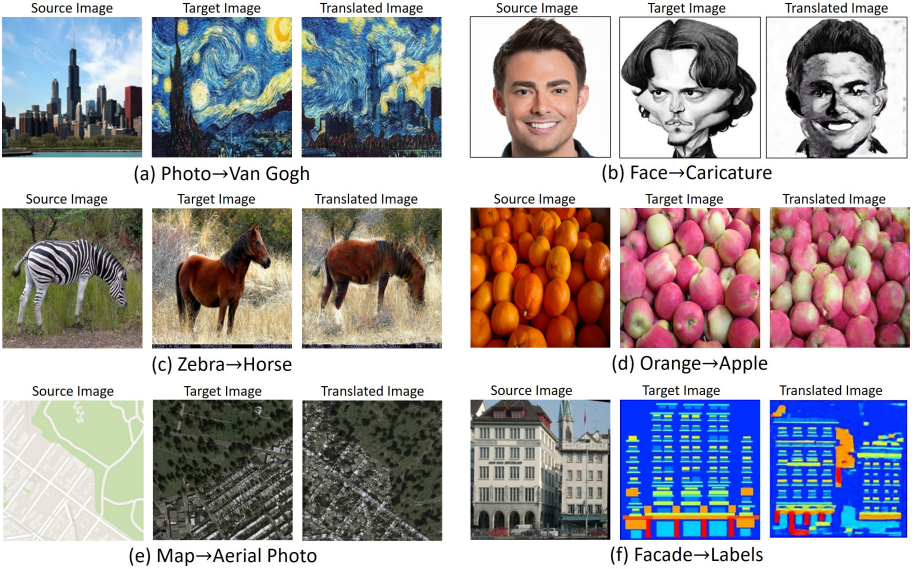 Source Image Target Image Translated Image
(a) Photo→Van Gogh
Source Image Target Image Translated Image
(b) Face→Caricature
Source Image Target Image Translated Image
(c) Zebra→Horse
Source Image Target Image Translated Image
(d) Orange→Apple
Source Image Target Image Translated Image
(e) Map→Aerial Photo
Source Image Target Image Translated Image
(f) Facade→Labels